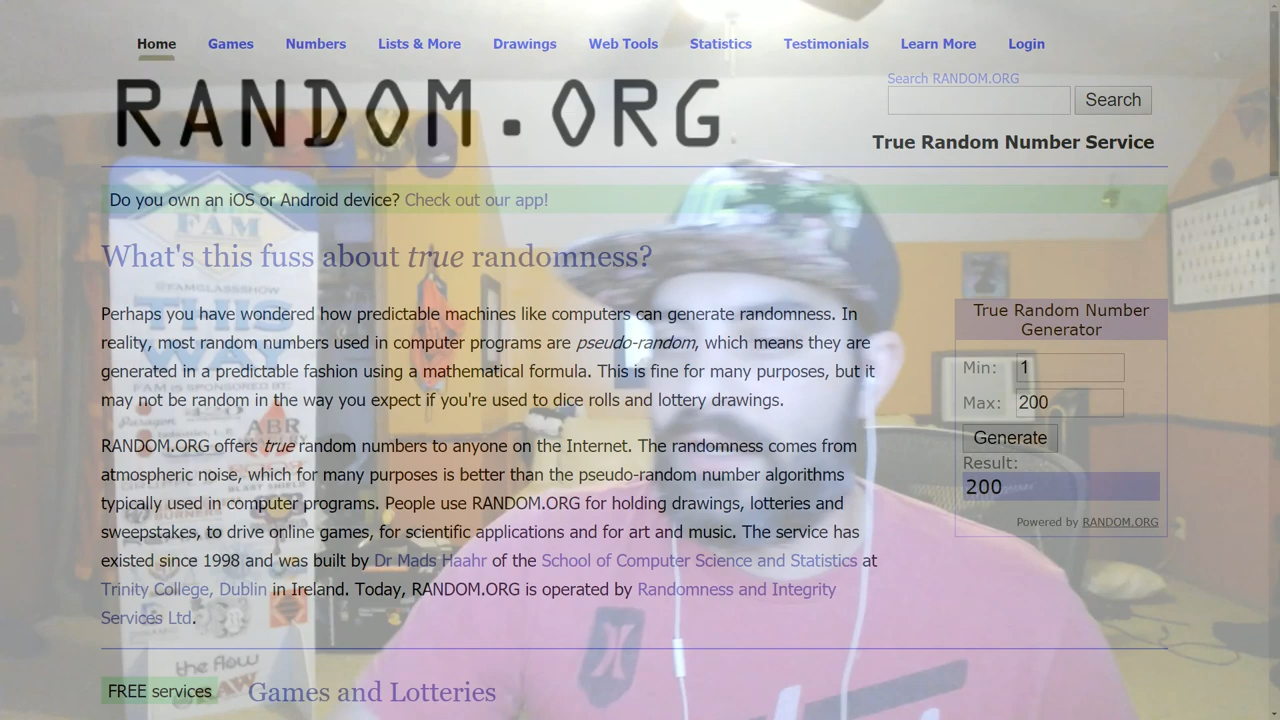 Home Games Numbers Lists & More Drawings Web Tools Statistics Testimonials Learn More Login
RANDOM.ORG
Search RANDOM.ORG
Search
True Random Number Service
Do you own an iOS or Android device? Check out our app!
FAM
What's this fuss about true randomness?
@FAMGLASSSHOW
THIS
WAY
Perhaps you have wondered how predictable machines like computers can generate randomness. In
reality, most random numbers used in computer programs are pseudo-random, which means they are
generated in a predictable fashion using a mathematical formula. This is fine for many purposes, but it
may not be random in the way you expect if you're used to dice rolls and lottery drawings.
FAM IS SPONSORED BY:
ABR
RANDOM.ORG offers true random numbers to anyone on the Internet. The randomness comes from
atmospheric noise, which for many purposes is better than the pseudo-random number algorithms
typically used in computer programs. People use RANDOM.ORG for holding drawings, lotteries and
sweepstakes, to drive online games, for scientific applications and for art and music. The service has
existed since 1998 and was built by Dr Mads Haahr of the School of Computer Science and Statistics at
Trinity College, Dublin in Ireland. Today, RANDOM.ORG is operated by Randomness and Integrity
Services Ltd.
True Random Number
Generator
Min: 1
Max: 200
Generate
Result:
200
Powered by RANDOM.ORG
the flow
FREE services
Games and Lotteries